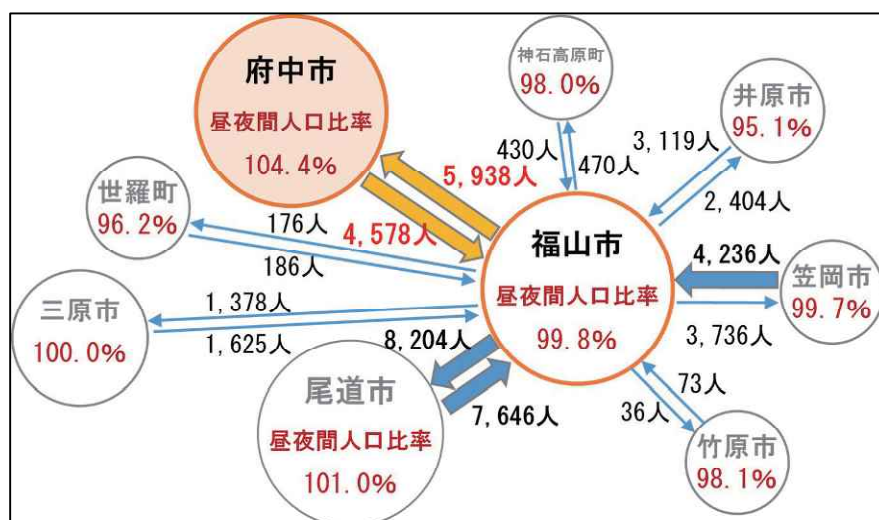 府中市
昼夜間人口比率
104.4%
神石高原町
98.0%
井原市
95.1%
世羅町
96.2%
430人
470人
3,119人
2,404人
5,938人
4,578人
176人
186人
福山市
昼夜間人口比率
99.8%
4,236人
3,736人
笠岡市
99.7%
三原市
100.0%
1,378人
1,625人
8,204人
7,646人
尾道市
昼夜間人口比率
101.0%
73人
36人
竹原市
98.1%